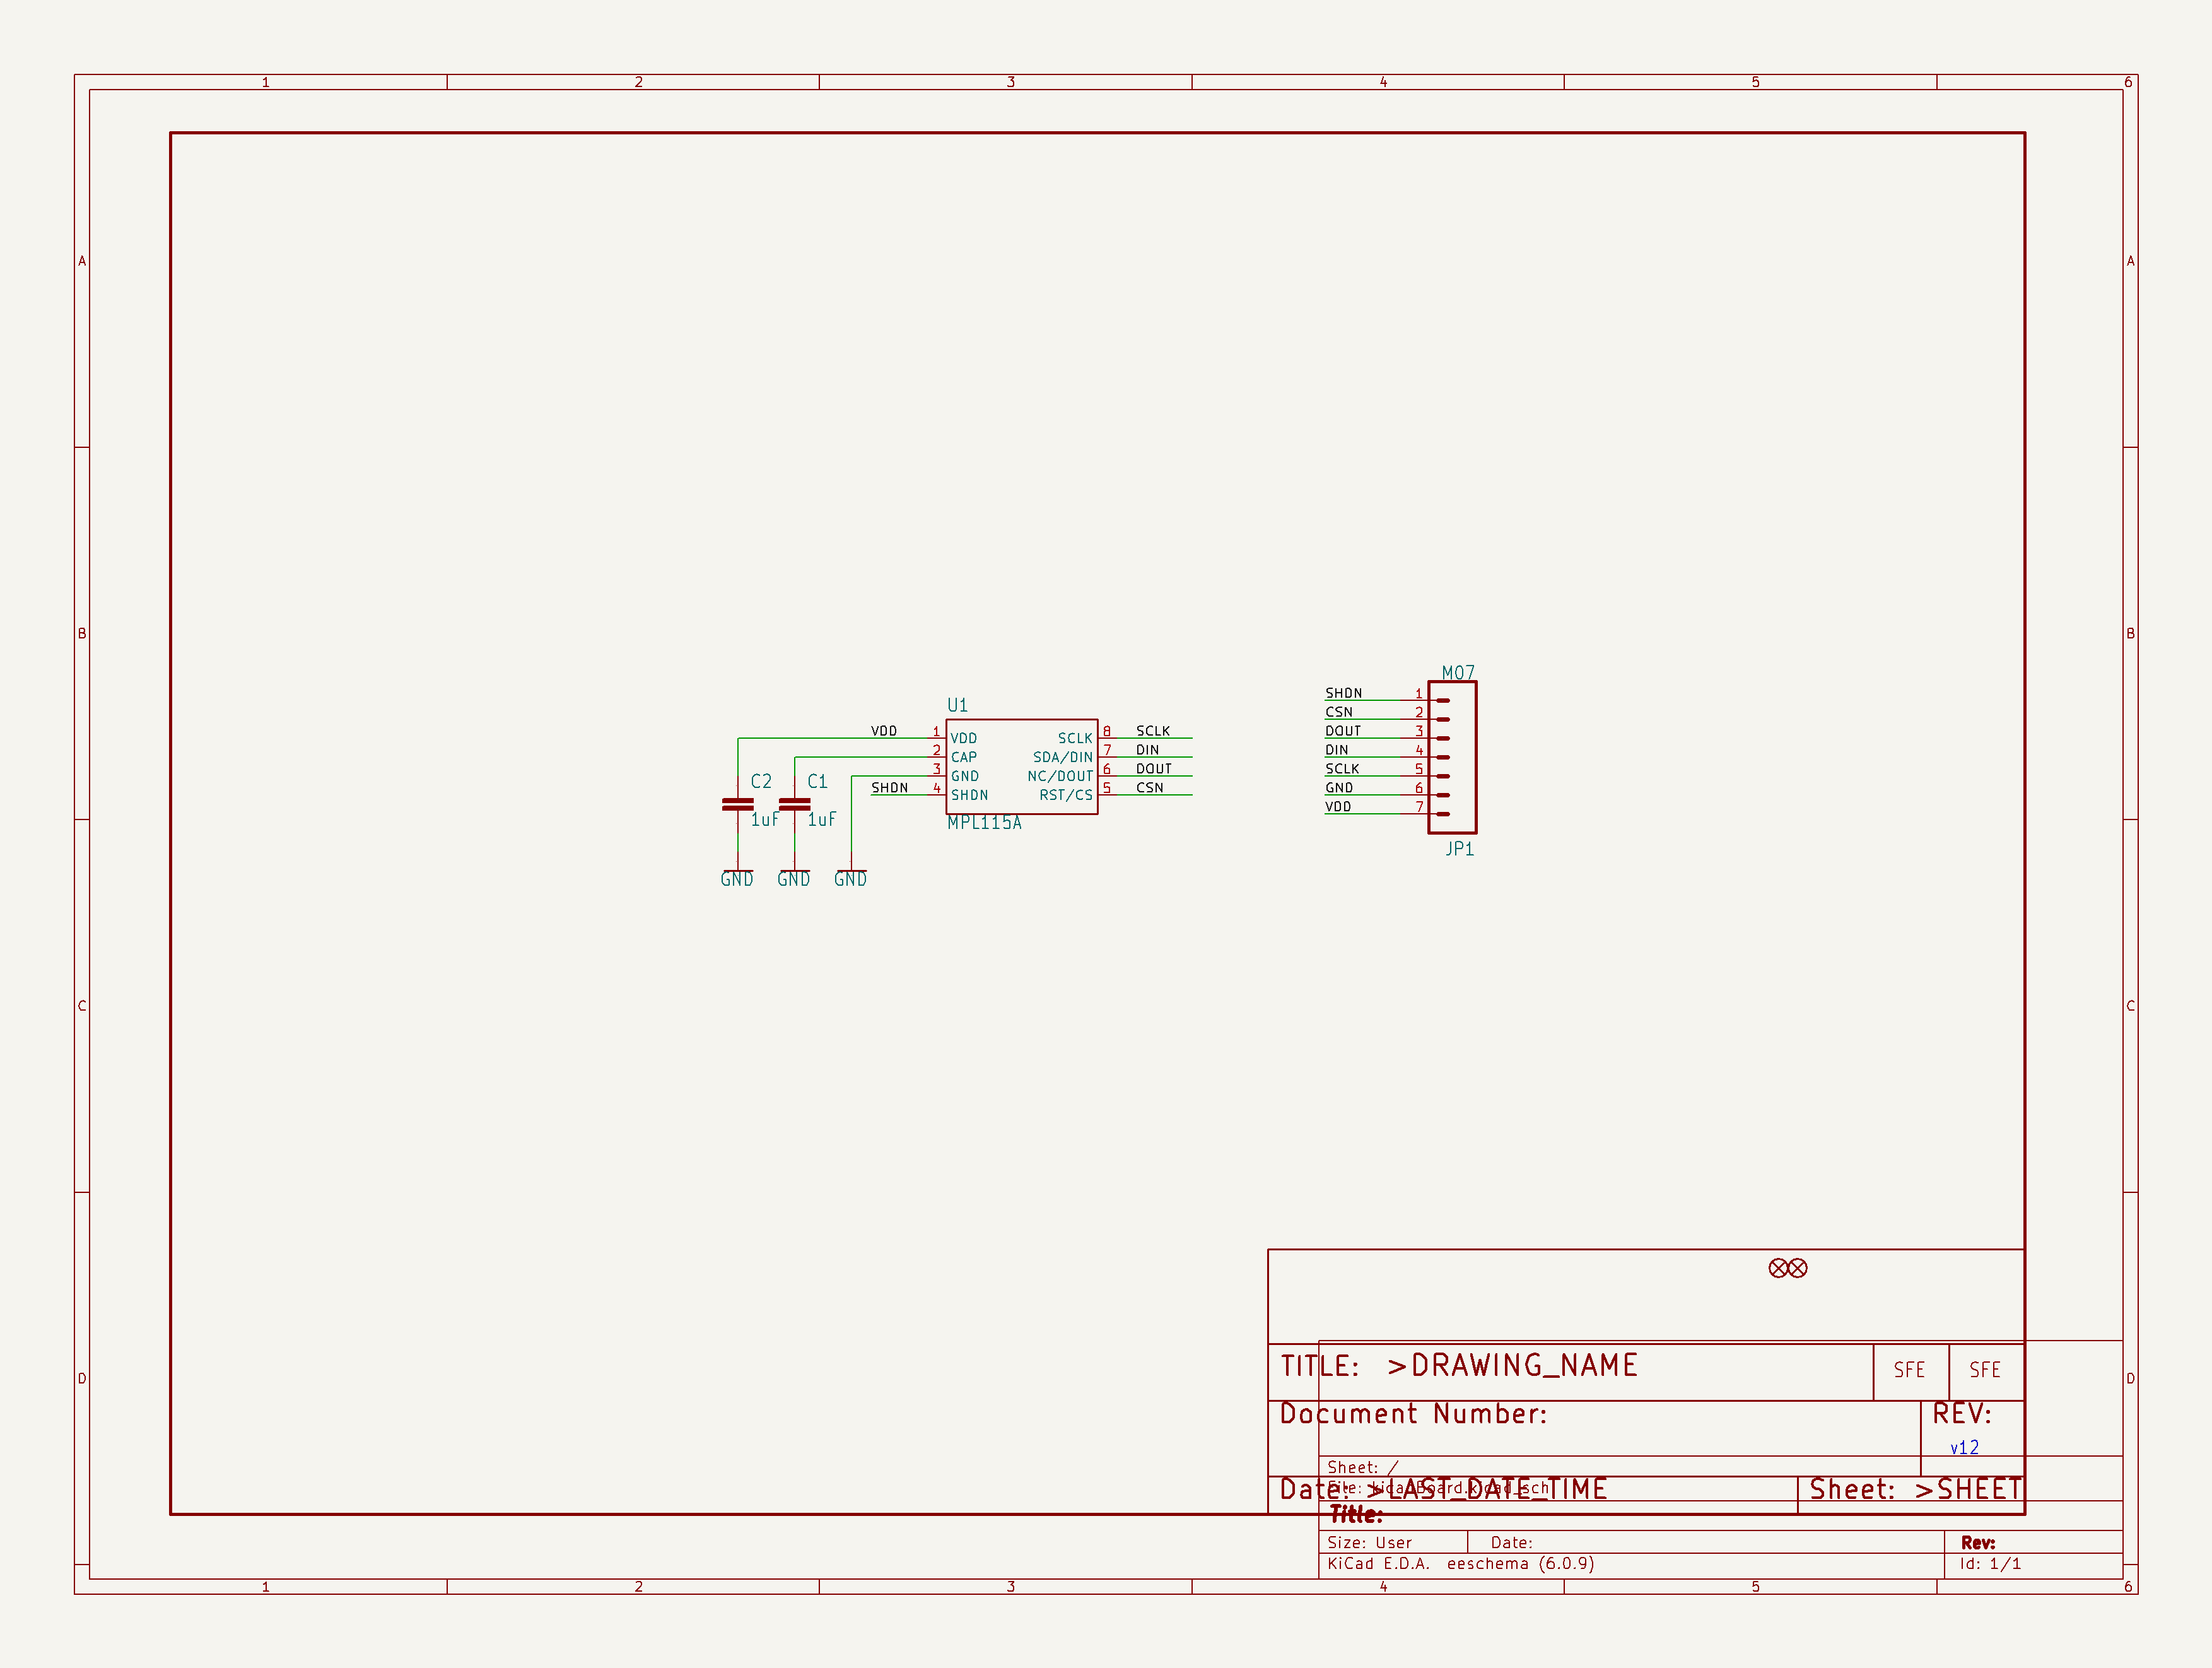 1 2 3 4 5 6
A A
B B
C C
D D
U1
VDD 1 VDD SCLK 8 SCLK
2 CAP SDA/DIN 7 DIN
3 GND NC/DOUT 6 DOUT
SHDN 4 SHDN RST/CS 5 CSN
MPL115A
C2 C1
1uF 1uF
GND GND GND
M07
SHDN 1
CSN 2
DOUT 3
DIN 4
SCLK 5
GND 6
VDD 7
JP1
TITLE: >DRAWING_NAME SFE SFE
Document Number: REV:
v12
Sheet: /
File: kicadBoard.kicad_sch
Date: >LAST_DATE_TIME Sheet: >SHEET
Title:
Size: User Date: Rev:
KiCad E.D.A. eeschema (6.0.9) Id: 1/1
1 2 3 4 5 6